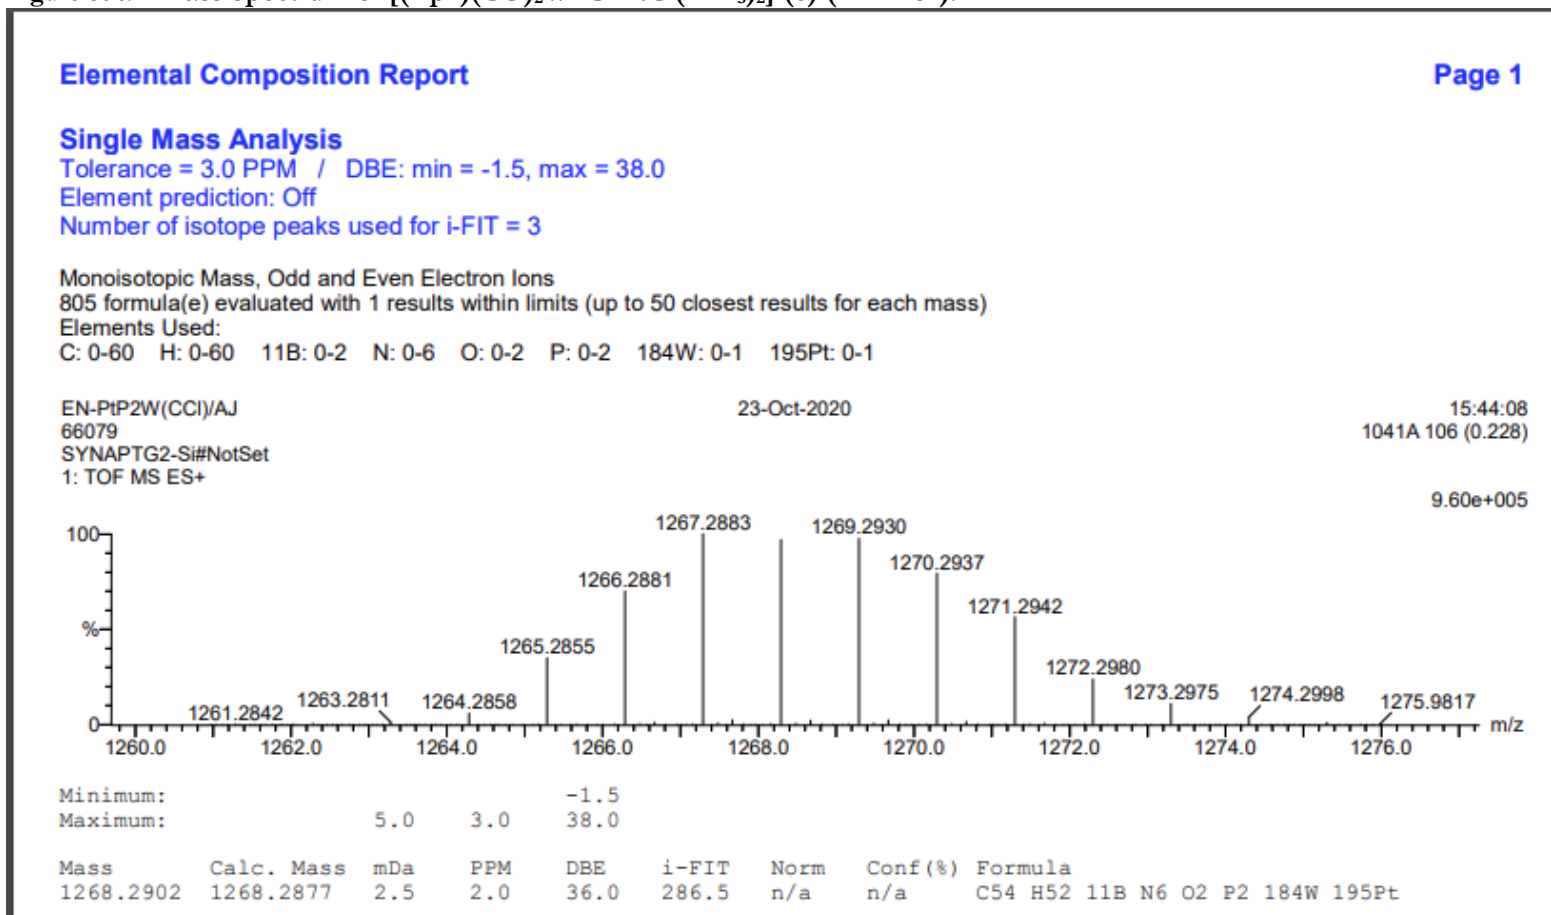 Elemental Composition Report Page 1
Single Mass Analysis
Tolerance = 3.0 PPM / DBE: min = -1.5, max = 38.0
Element prediction: Off
Number of isotope peaks used for i-FIT = 3
Monoisotopic Mass, Odd and Even Electron Ions
805 formula(e) evaluated with 1 results within limits (up to 50 closest results for each mass)
Elements Used:
C: 0-60 H: 0-60 11B: 0-2 N: 0-6 O: 0-2 P: 0-2 184W: 0-1 195Pt: 0-1
EN-PtP2W(CCl)/AJ 23-Oct-2020 15:44:08
66079 1041A 106 (0.228)
SYNAPTG2-Si#NotSet
1: TOF MS ES+
9.60e+005
100
%
0
1261.2842
1263.2811
1264.2858
1265.2855
1266.2881
1267.2883
1269.2930
1270.2937
1271.2942
1272.2980
1273.2975
1274.2998
1275.9817
m/z
1260.0 1262.0 1264.0 1266.0 1268.0 1270.0 1272.0 1274.0 1276.0
Minimum: -1.5
Maximum: 5.0 3.0 38.0
Mass Calc. Mass mDa PPM DBE i-FIT Norm Conf(%) Formula
1268.2902 1268.2877 2.5 2.0 36.0 286.5 n/a n/a C54 H52 11B N6 O2 P2 184W 195Pt